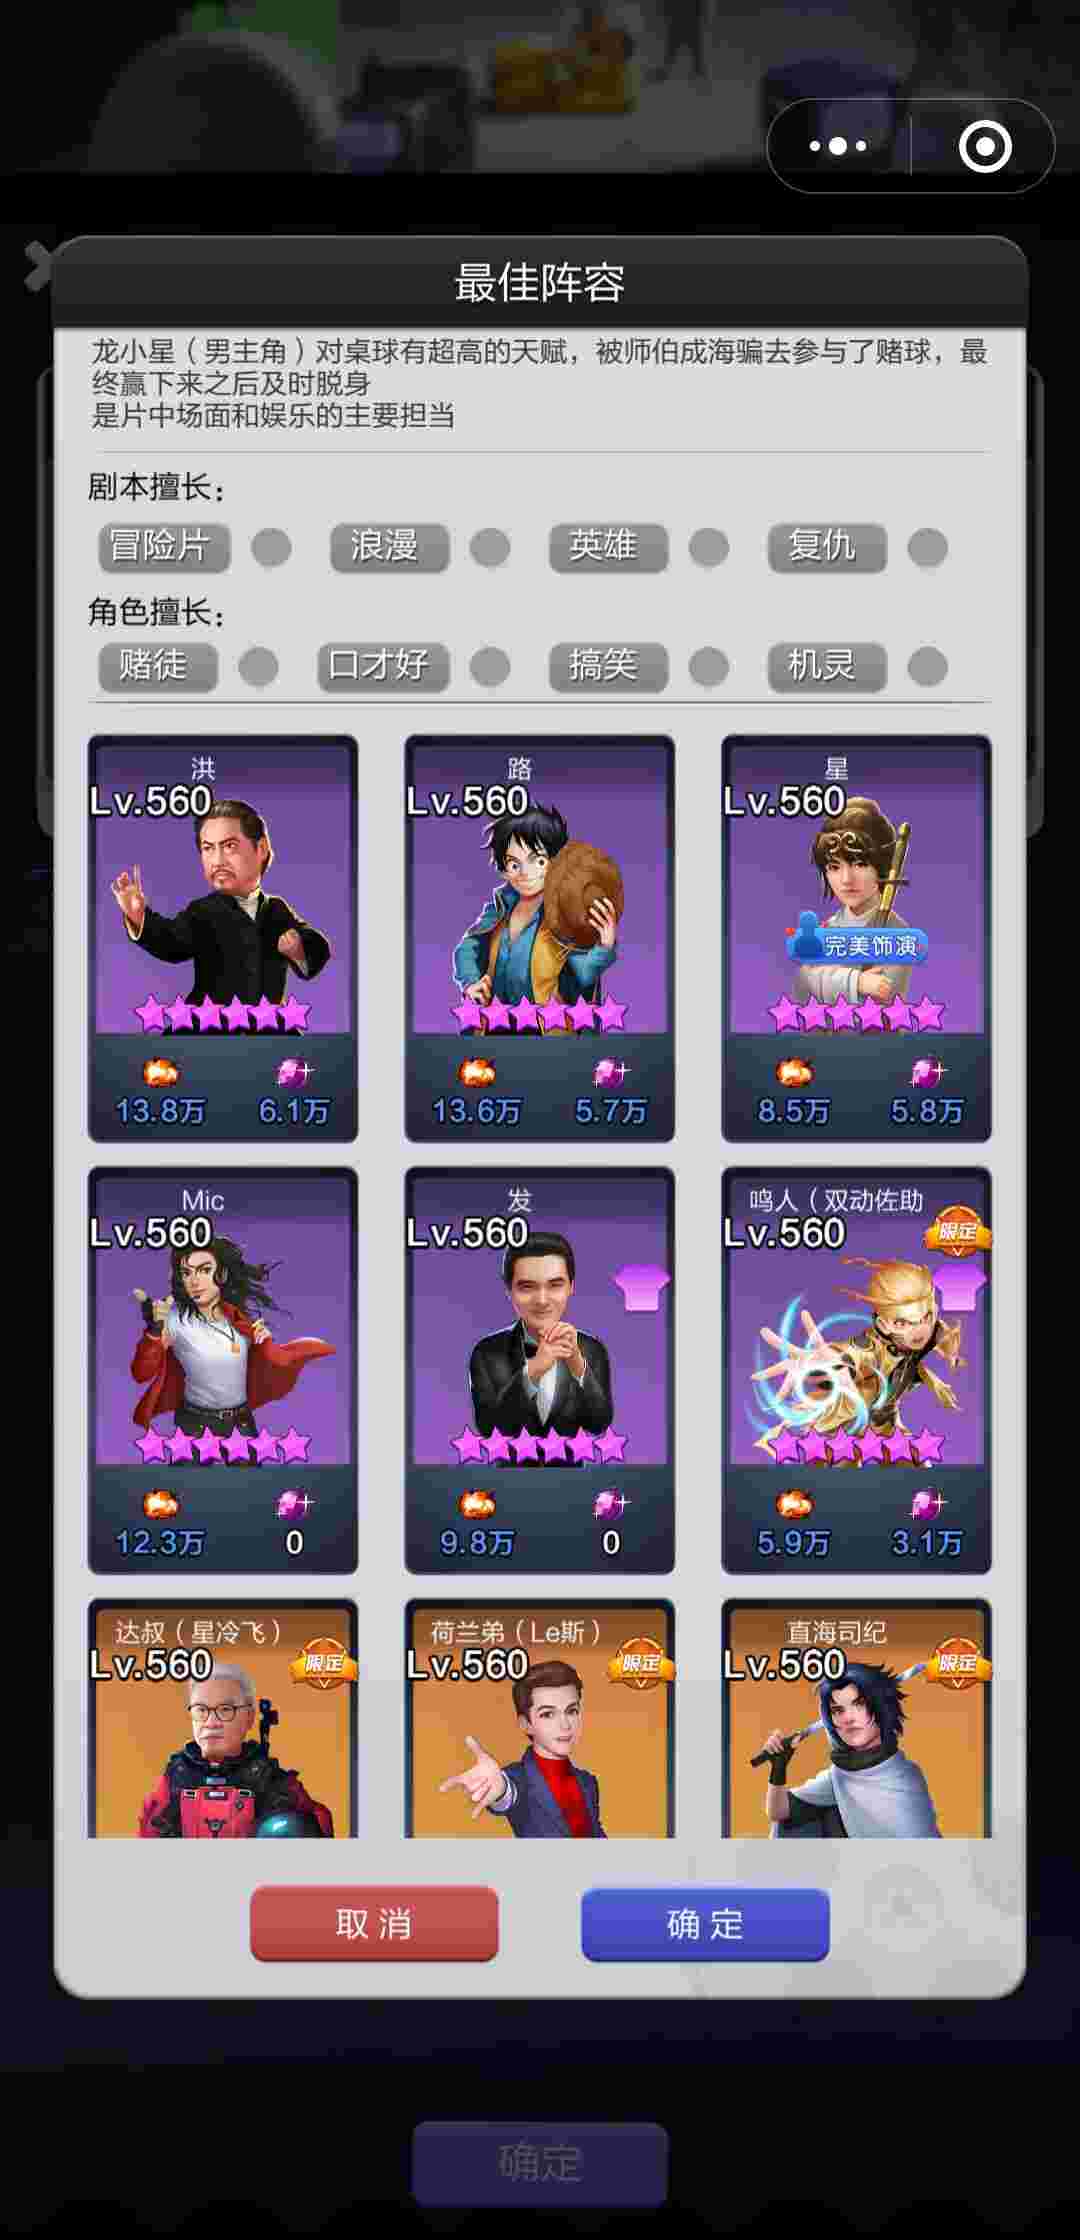 最佳阵容
龙小星（男主角）对桌球有超高的天赋，被师伯成海骗去参与了赌球，最
终赢下来之后及时脱身
是片中场面和娱乐的主要担当
剧本擅长：
冒险片 浪漫 英雄 复仇
角色擅长：
赌徒 口才好 搞笑 机灵
洪 路 星
Lv.560 Lv.560 Lv.560
完美饰演
13.8万 6.1万 13.6万 5.7万 8.5万 5.8万
Mic 发 鸣人（双动佐助
Lv.560 Lv.560 Lv.560 限定
12.3万 0 9.8万 0 5.9万 3.1万
达叔（星冷飞） 荷兰弟（Le斯） 直海司纪
Lv.560 限定 Lv.560 限定 Lv.560 限定
取消 确定
确定